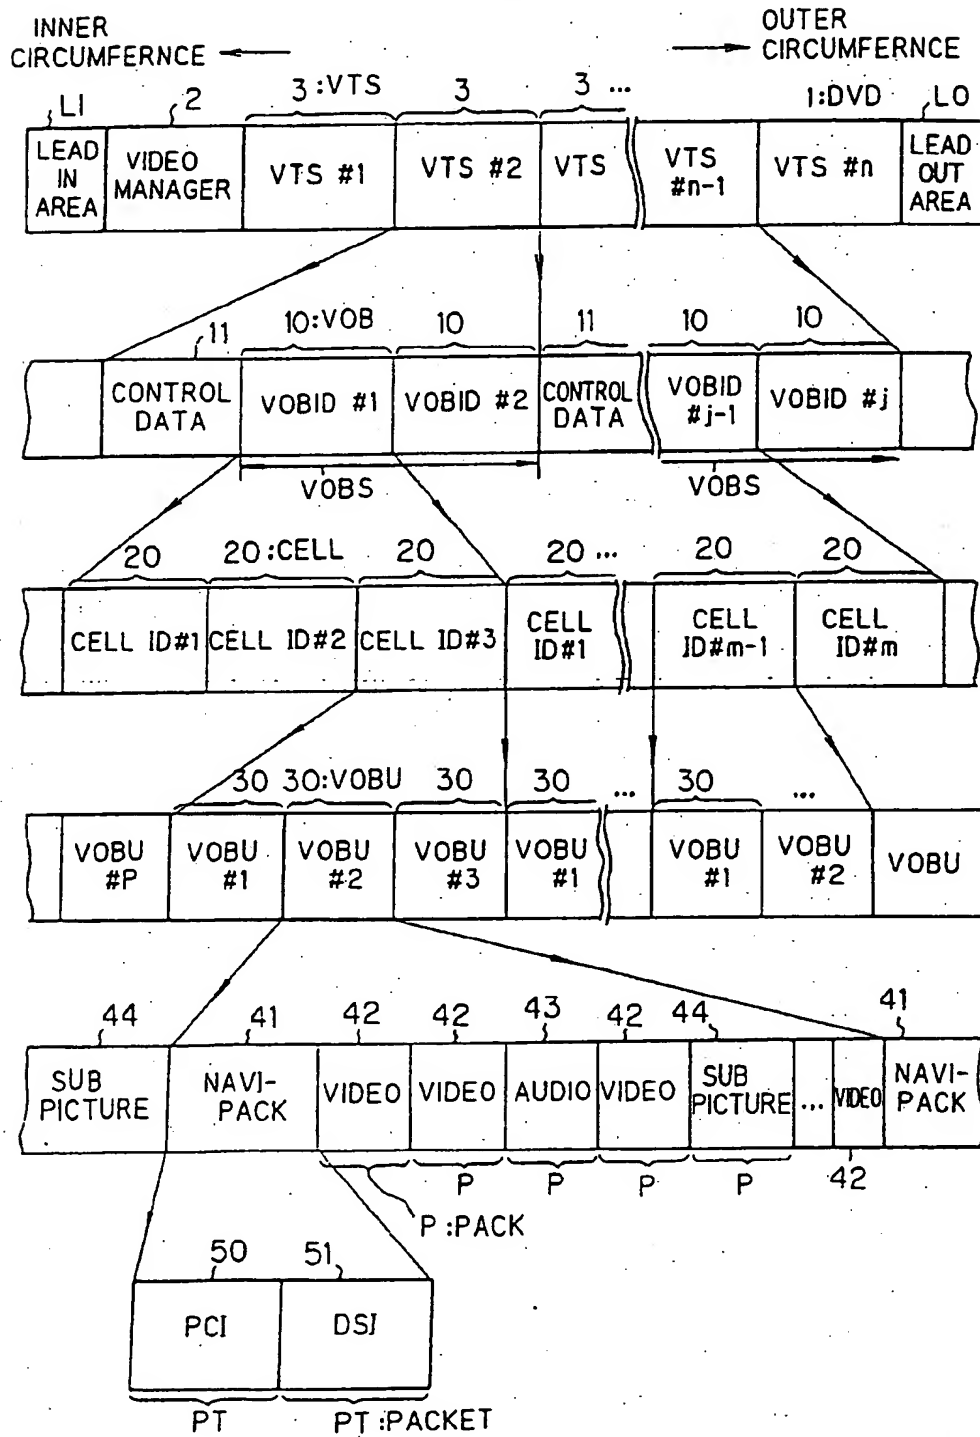 INNER
CIRCUMFERNCE
OUTER
CIRCUMFERNCE
LI 2 3:VTS 3 3 ... 1:DVD LO
LEAD IN AREA
VIDEO MANAGER
VTS #1
VTS #2
VTS
VTS #n-1
VTS #n
LEAD OUT AREA
11 10:VOB 10 11 10 10
CONTROL DATA
VOBID #1
VOBID #2
CONTROL DATA
VOBID #j-1
VOBID #j
VOBS
VOBS
20 20:CELL 20 20 ... 20 20
CELL ID#1
CELL ID#2
CELL ID#3
CELL ID#1
CELL ID#m-1
CELL ID#m
30 30:VOBU 30 30 ... 30 ...
VOBU #P
VOBU #1
VOBU #2
VOBU #3
VOBU #1
VOBU #1
VOBU #2
VOBU
44 41 42 42 43 42 44 41
SUB PICTURE
NAVI-PACK
VIDEO
VIDEO
AUDIO
VIDEO
SUB PICTURE
...
VIDEO
NAVI-PACK
P P P P 42
P:PACK
50 51
PCI
DSI
PT PT:PACKET